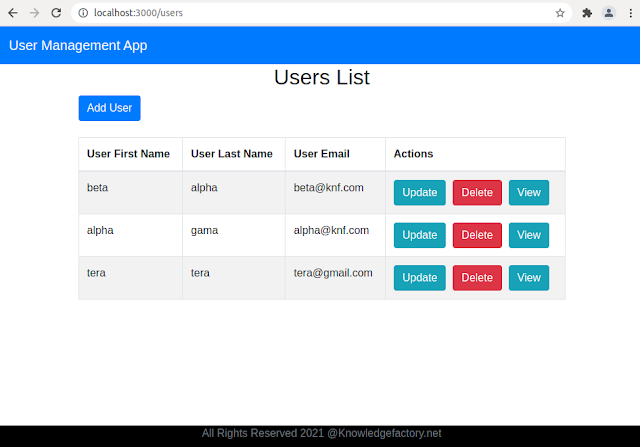 localhost:3000/users
User Management App
Users List
Add User
User First Name User Last Name User Email Actions
beta alpha beta@knf.com Update Delete View
alpha gama alpha@knf.com Update Delete View
tera tera tera@gmail.com Update Delete View
All Rights Reserved 2021 @Knowledgefactory.net